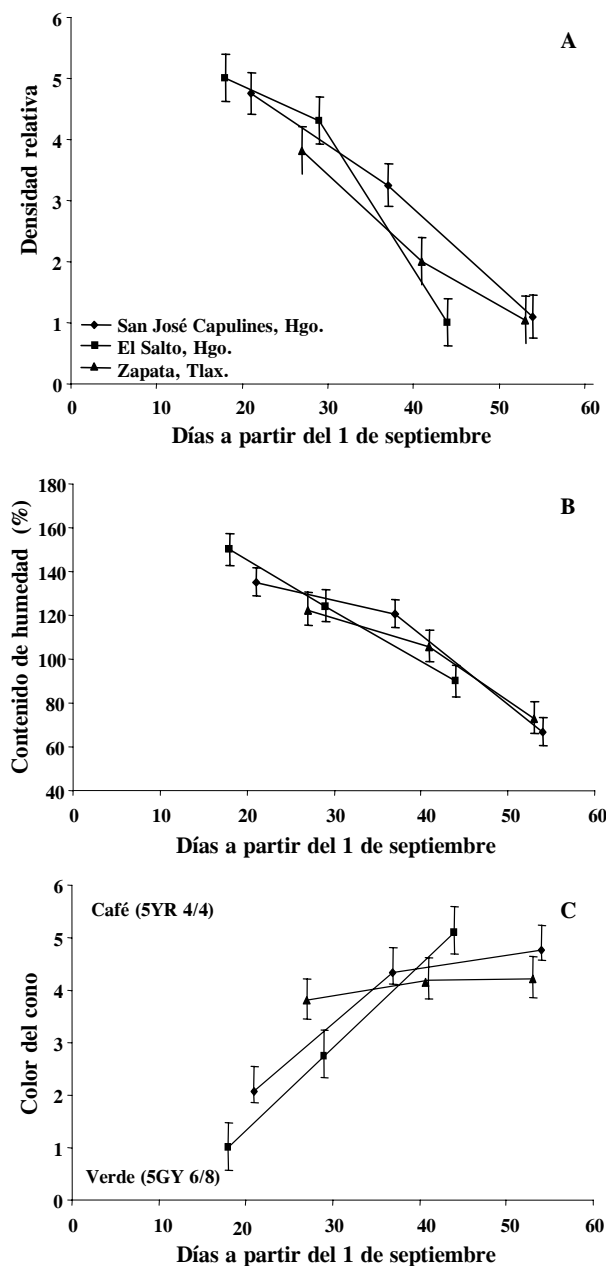 A
6
5
4
3
2
1
0
Densidad relativa
San José Capulines, Hgo.
El Salto, Hgo.
Zapata, Tlax.
0 10 20 30 40 50 60
Días a partir del 1 de septiembre
B
180
160
140
120
100
80
60
40
Contenido de humedad (%)
0 10 20 30 40 50 60
Días a partir del 1 de septiembre
C
6
5
4
3
2
1
0
Color del cono
Café (5YR 4/4)
Verde (5GY 6/8)
0 10 20 30 40 50 60
Días a partir del 1 de septiembre